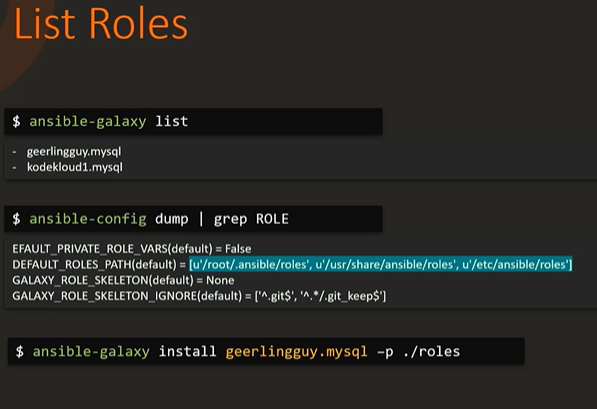 List Roles
$ ansible-galaxy list
- geerlingguy.mysql
- kodekloud1.mysql
$ ansible-config dump | grep ROLE
EFAULT_PRIVATE_ROLE_VARS(default) = False
DEFAULT_ROLES_PATH(default) = [u'/root/.ansible/roles', u'/usr/share/ansible/roles', u'/etc/ansible/roles']
GALAXY_ROLE_SKELETON(default) = None
GALAXY_ROLE_SKELETON_IGNORE(default) = ['^.git$', '^.*/.git_keep$']
$ ansible-galaxy install geerlingguy.mysql –p ./roles